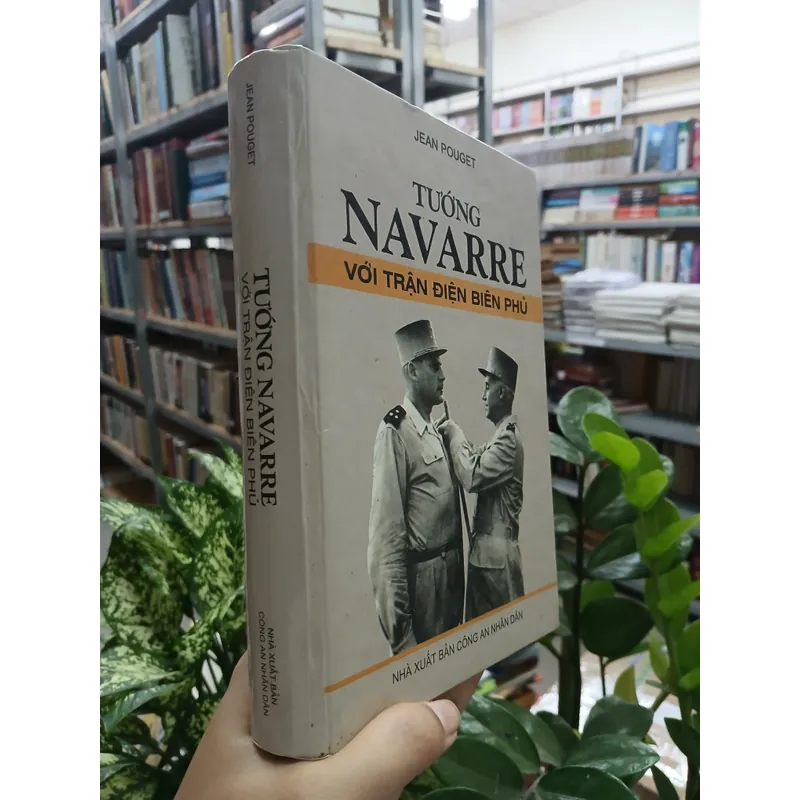 JEAN POUGET
TƯỚNG NAVARRE
VỚI TRẬN ĐIỆN BIÊN PHỦ
NHÀ XUẤT BẢN
CÔNG AN NHÂN DÂN
JEAN POUGET
TƯỚNG
NAVARRE
VỚI TRẬN ĐIỆN BIÊN PHỦ
NHÀ XUẤT BẢN CÔNG AN NHÂN DÂN